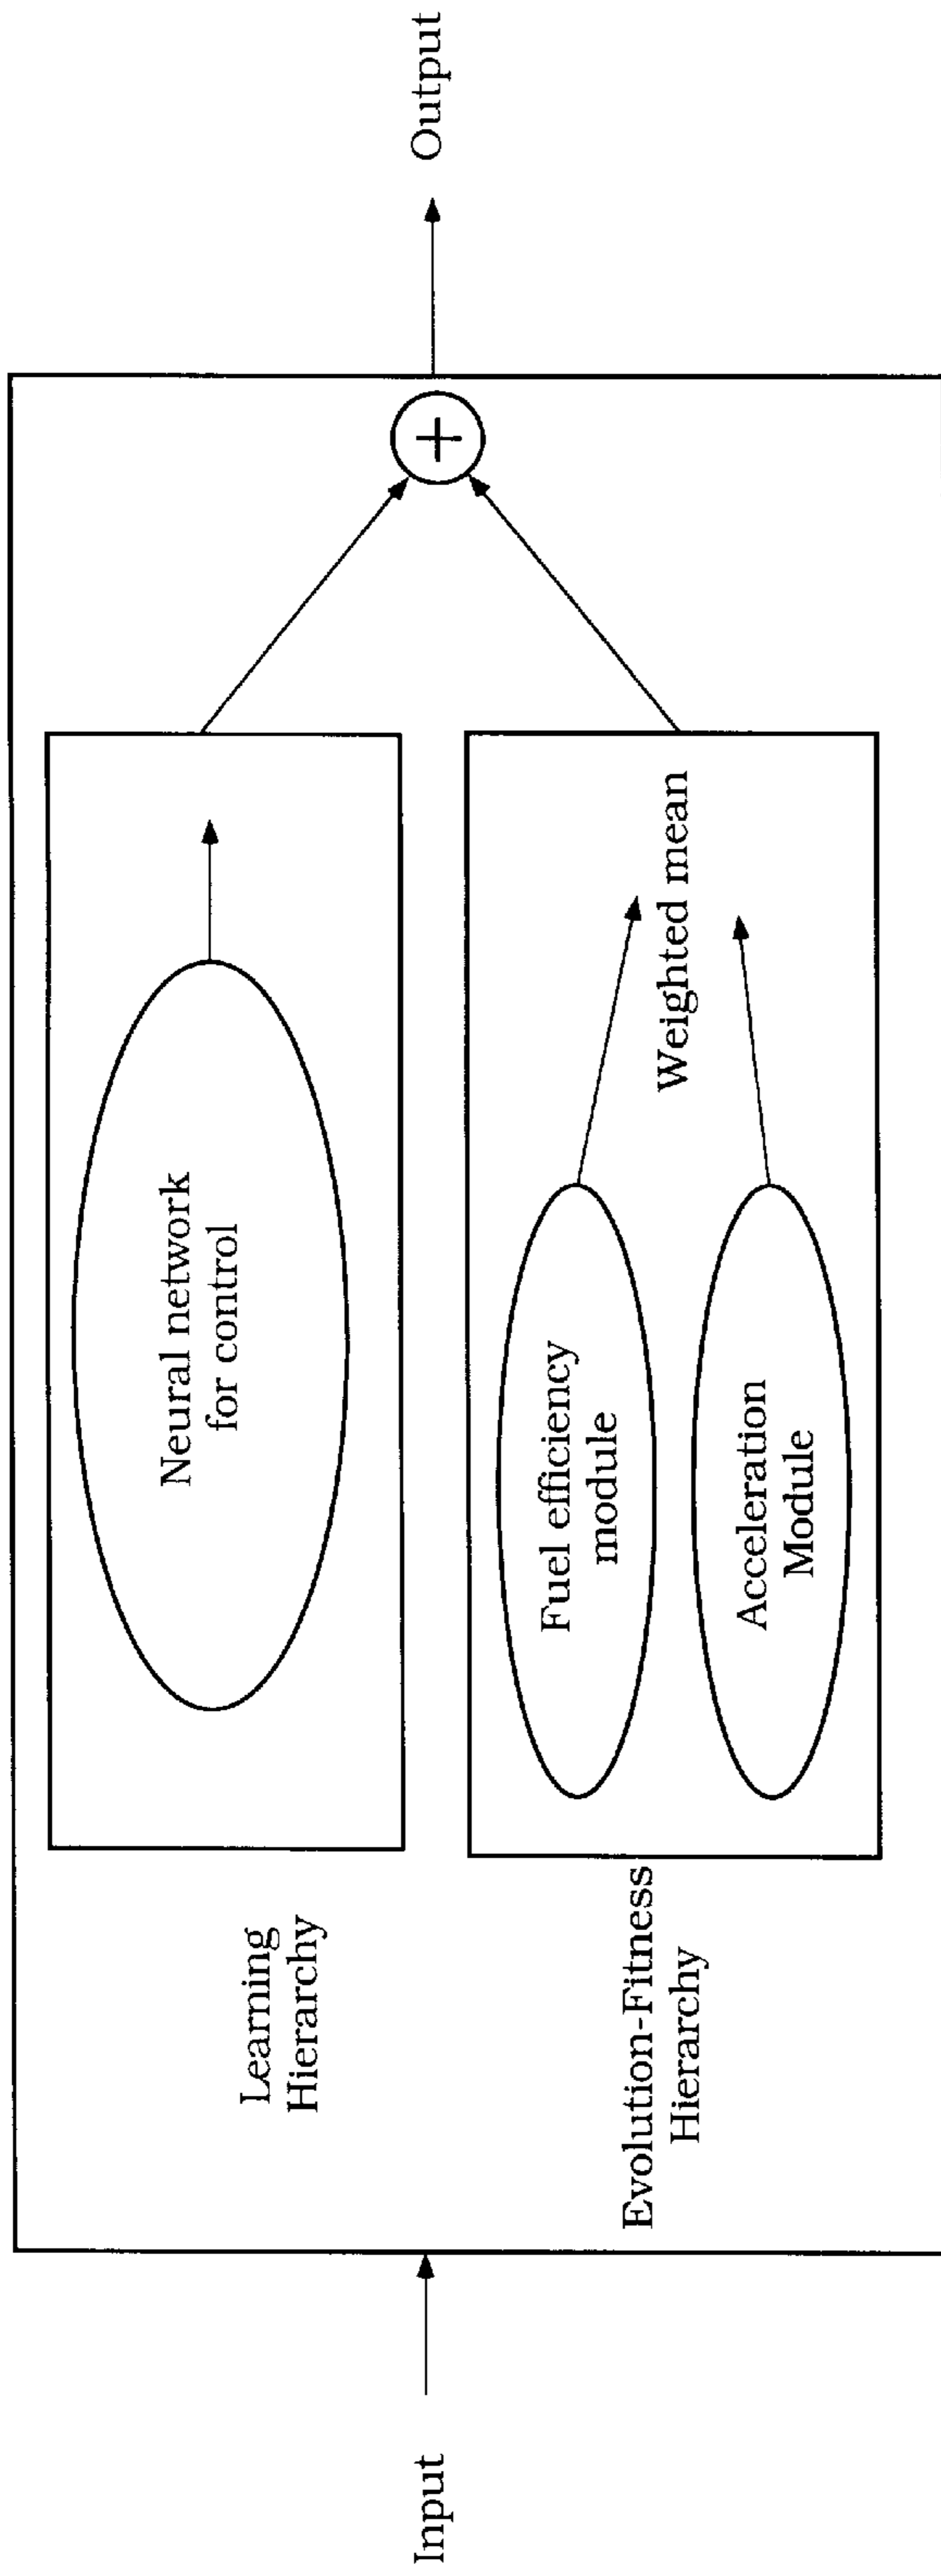 Input
Learning
Hierarchy
Neural network
for control
Evolution-Fitness
Hierarchy
Fuel efficiency
module
Acceleration
Module
Weighted mean
+
Output